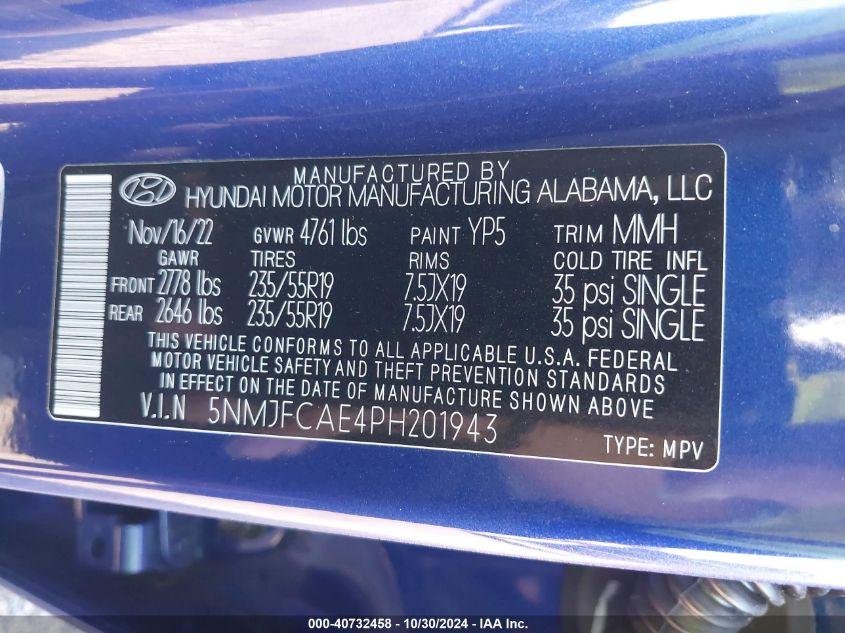 MANUFACTURED BY
HYUNDAI MOTOR MANUFACTURING ALABAMA, LLC
Nov/16/22 GVWR 4761 lbs PAINT YP5 TRIM MMH
GAWR TIRES RIMS COLD TIRE INFL
FRONT 2778 lbs 235/55R19 7.5JX19 35 psi SINGLE
REAR 2646 lbs 235/55R19 7.5JX19 35 psi SINGLE
THIS VEHICLE CONFORMS TO ALL APPLICABLE U.S.A. FEDERAL
MOTOR VEHICLE SAFETY AND THEFT PREVENTION STANDARDS
IN EFFECT ON THE DATE OF MANUFACTURE SHOWN ABOVE
V.I.N 5NMJFCAE4PH201943
TYPE: MPV
000-40732458 - 10/30/2024 - IAA Inc.